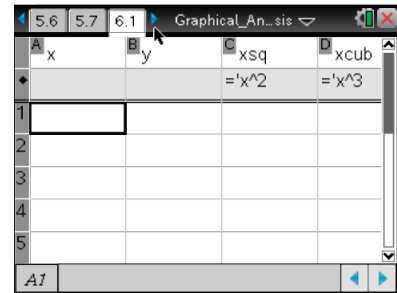 5.6 5.7 6.1 Graphical_An…sis
A x B y C xsq D xcub
='x^2 ='x^3
1
2
3
4
5
A1